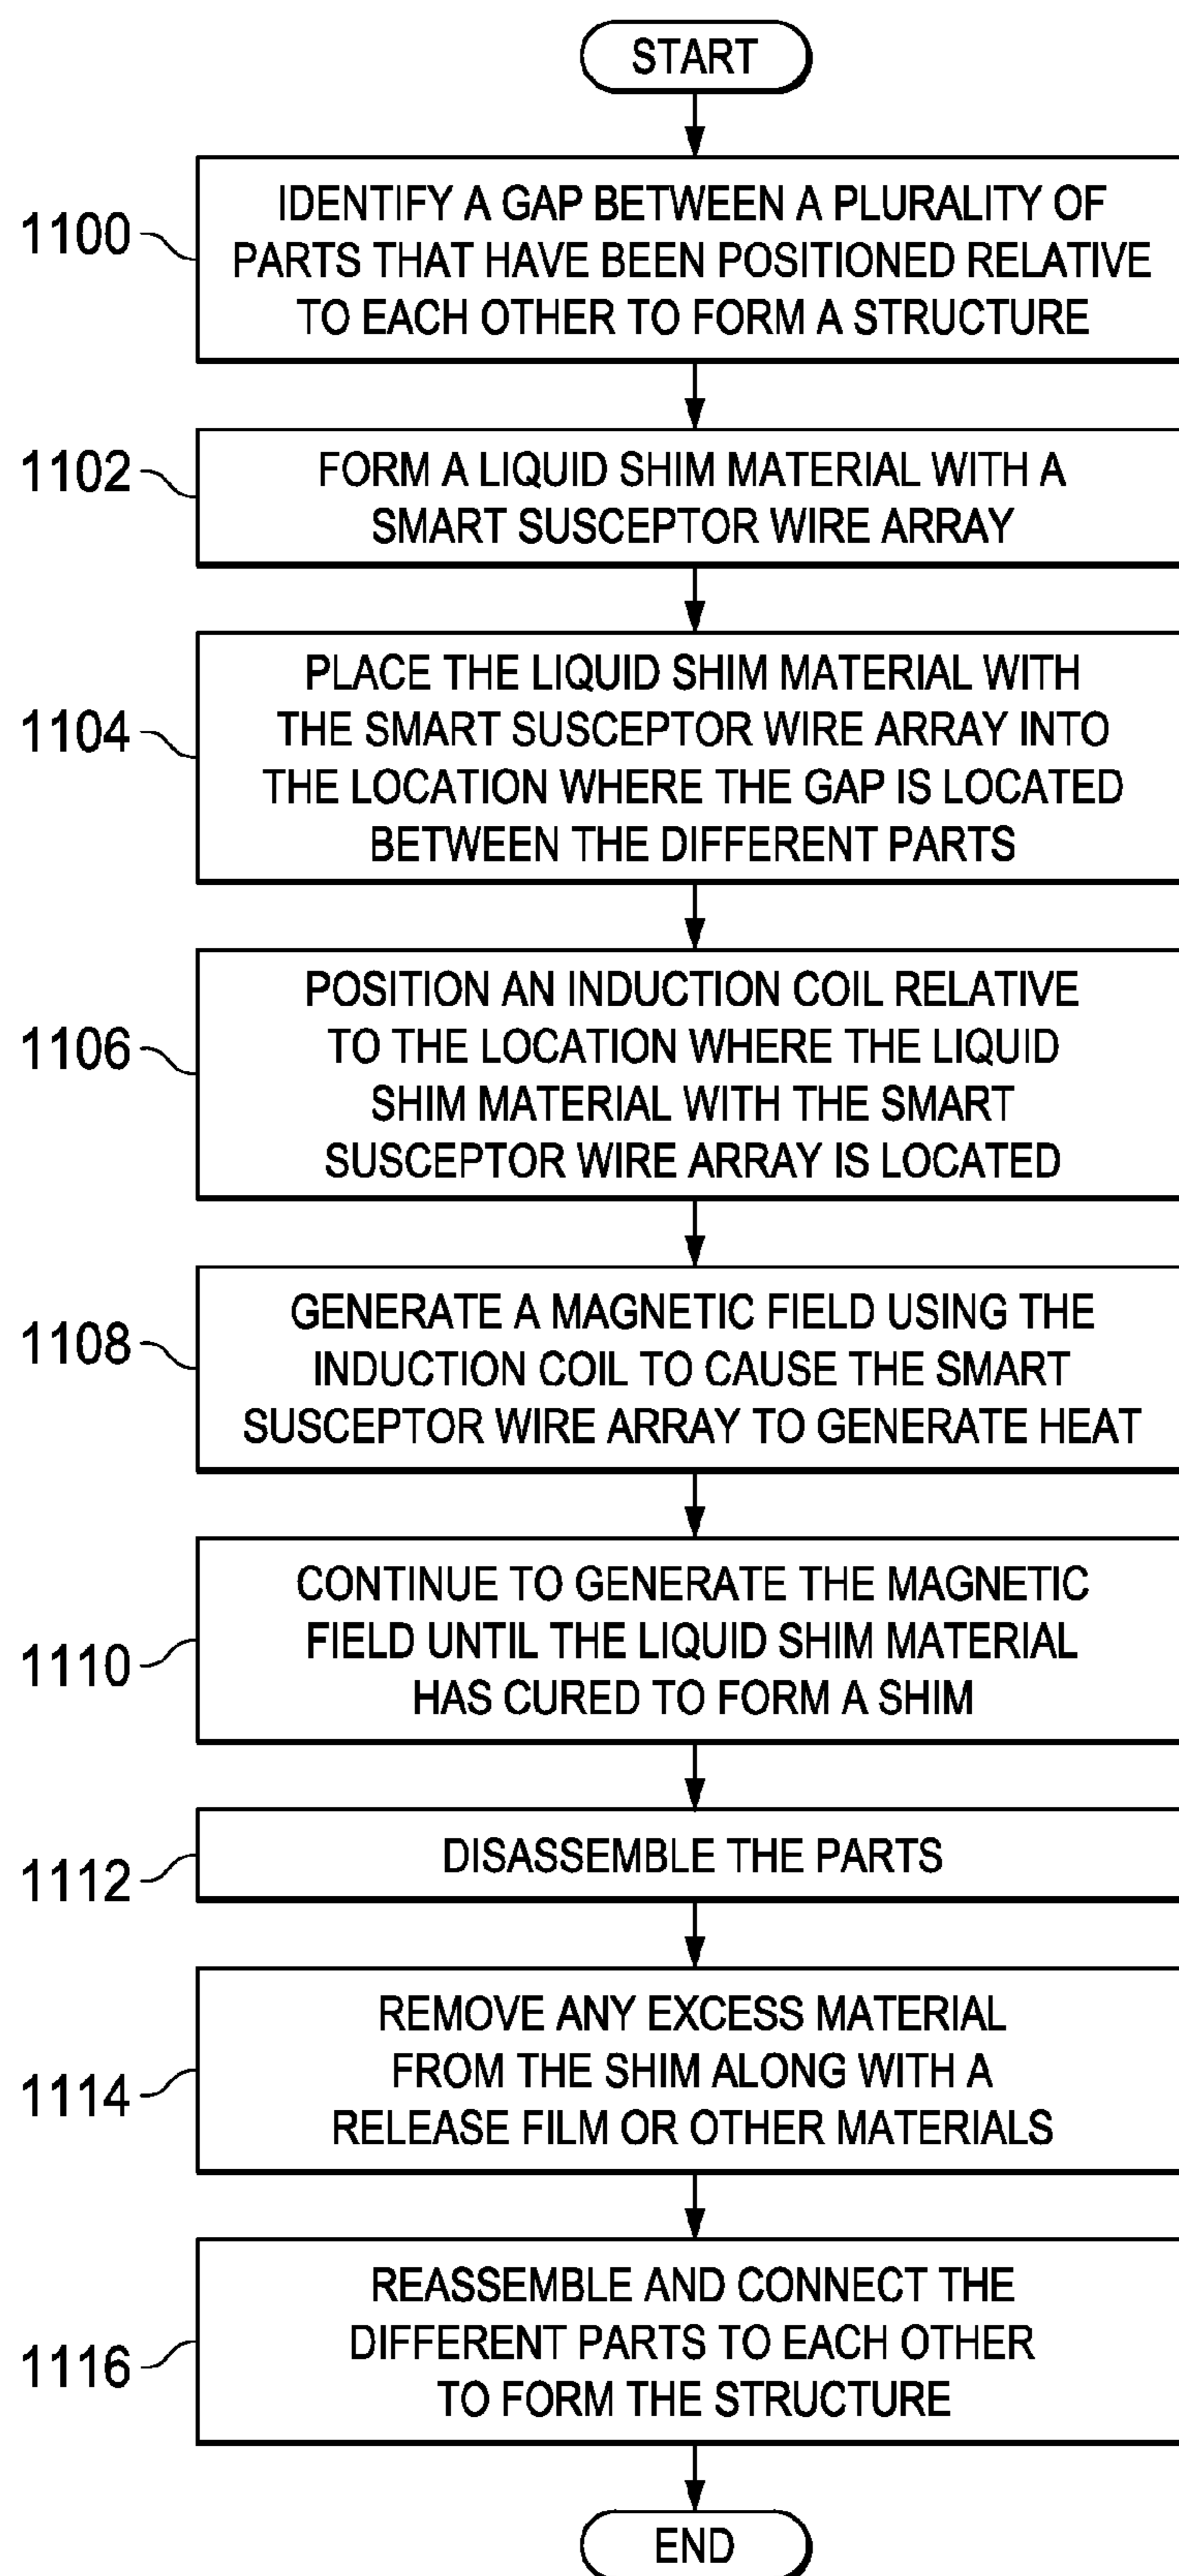 START
1100
IDENTIFY A GAP BETWEEN A PLURALITY OF
PARTS THAT HAVE BEEN POSITIONED RELATIVE
TO EACH OTHER TO FORM A STRUCTURE
1102
FORM A LIQUID SHIM MATERIAL WITH A
SMART SUSCEPTOR WIRE ARRAY
1104
PLACE THE LIQUID SHIM MATERIAL WITH
THE SMART SUSCEPTOR WIRE ARRAY INTO
THE LOCATION WHERE THE GAP IS LOCATED
BETWEEN THE DIFFERENT PARTS
1106
POSITION AN INDUCTION COIL RELATIVE
TO THE LOCATION WHERE THE LIQUID
SHIM MATERIAL WITH THE SMART
SUSCEPTOR WIRE ARRAY IS LOCATED
1108
GENERATE A MAGNETIC FIELD USING THE
INDUCTION COIL TO CAUSE THE SMART
SUSCEPTOR WIRE ARRAY TO GENERATE HEAT
1110
CONTINUE TO GENERATE THE MAGNETIC
FIELD UNTIL THE LIQUID SHIM MATERIAL
HAS CURED TO FORM A SHIM
1112
DISASSEMBLE THE PARTS
1114
REMOVE ANY EXCESS MATERIAL
FROM THE SHIM ALONG WITH A
RELEASE FILM OR OTHER MATERIALS
1116
REASSEMBLE AND CONNECT THE
DIFFERENT PARTS TO EACH OTHER
TO FORM THE STRUCTURE
END